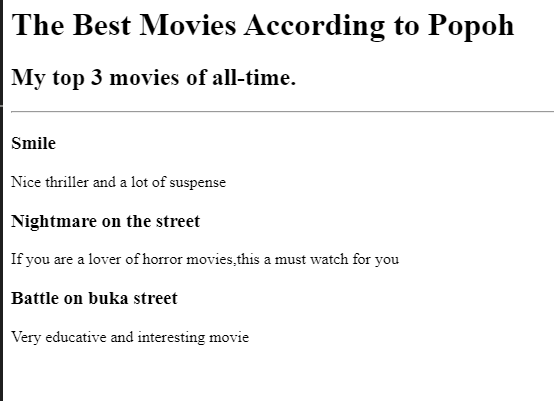 The Best Movies According to Popoh
My top 3 movies of all-time.
Smile
Nice thriller and a lot of suspense
Nightmare on the street
If you are a lover of horror movies,this a must watch for you
Battle on buka street
Very educative and interesting movie